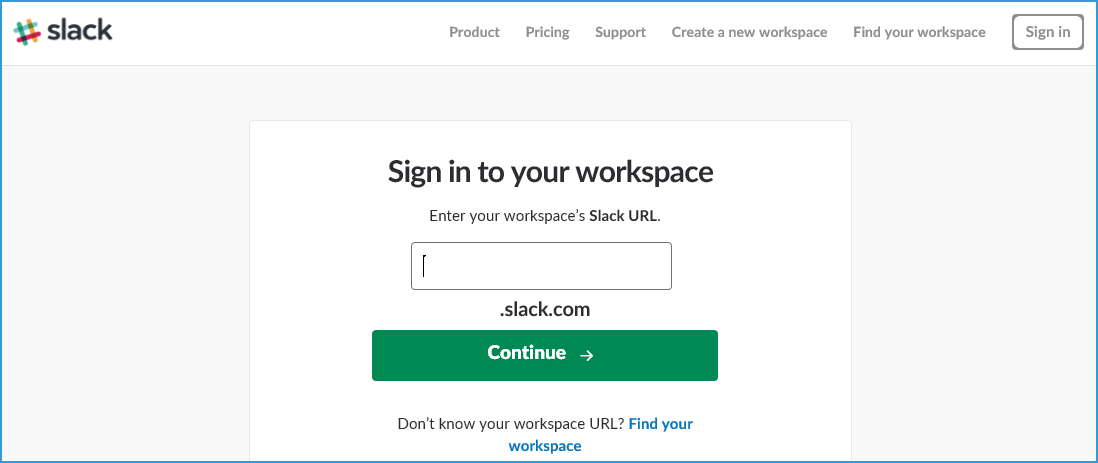 slack Product Pricing Support Create a new workspace Find your workspace Sign in
Sign in to your workspace
Enter your workspace’s Slack URL.
.slack.com
Continue →
Don’t know your workspace URL? Find your
workspace